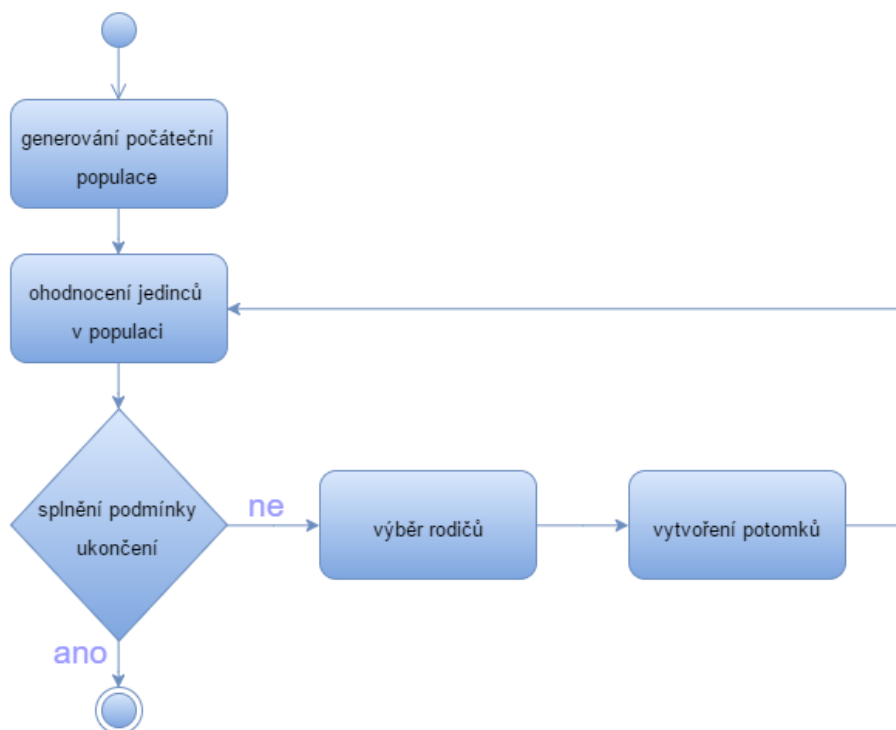 generování počáteční
populace
ohodnocení jedinců
v populaci
splnění podmínky
ukončení
ne
výběr rodičů
vytvoření potomků
ano